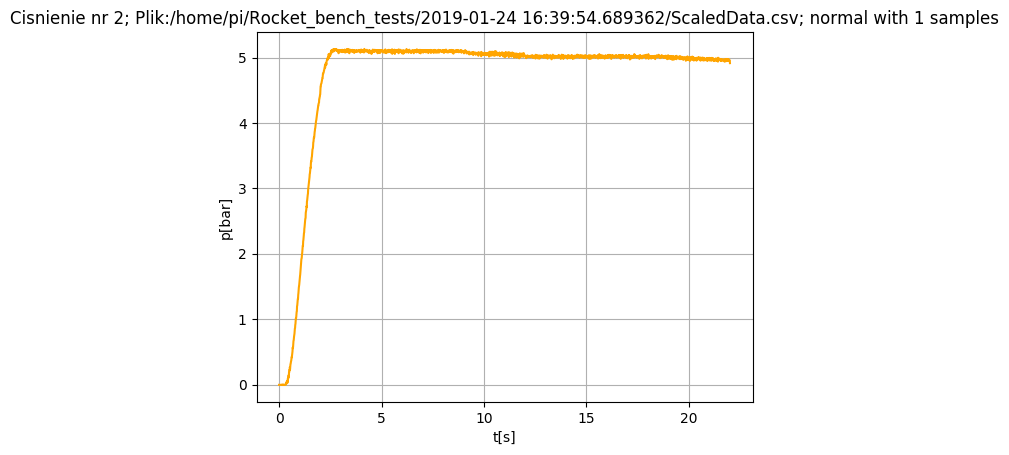 Cisnienie nr 2; Plik:/home/pi/Rocket_bench_tests/2019-01-24 16:39:54.689362/ScaledData.csv; normal with 1 samples
5
4
3
2
1
0
p[bar]
0 5 10 15 20
t[s]